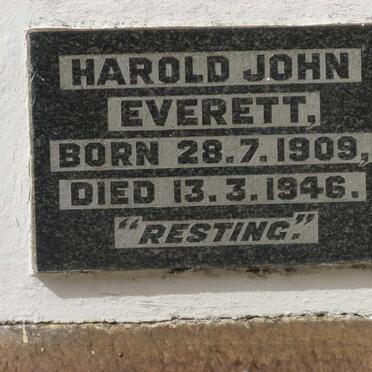 HAROLD JOHN
EVERETT,
BORN 28.7.1909,
DIED 13.3.1946.
"RESTING."